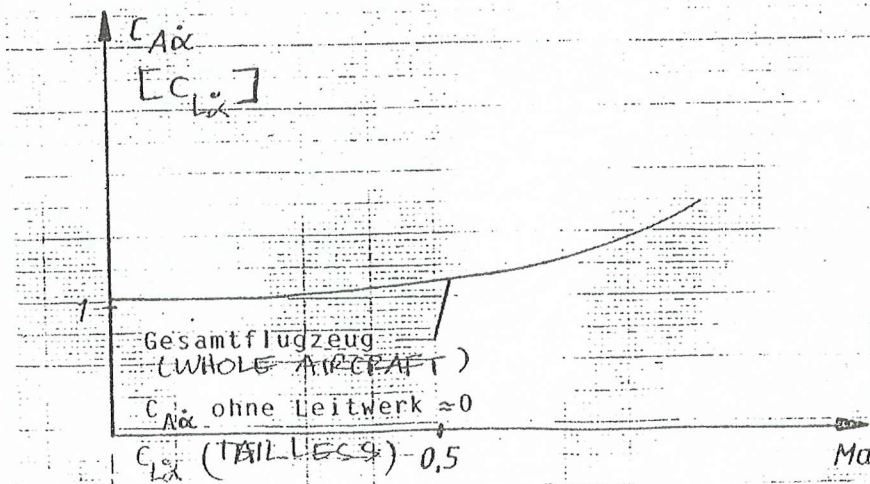 C_Aα̇
[C_Lα̇]
1
Gesamtflugzeug
(WHOLE AIRCRAFT)
C_Aα̇ ohne Leitwerk ≈0
C_Lα̇ (TAILLESS)
0,5
Ma